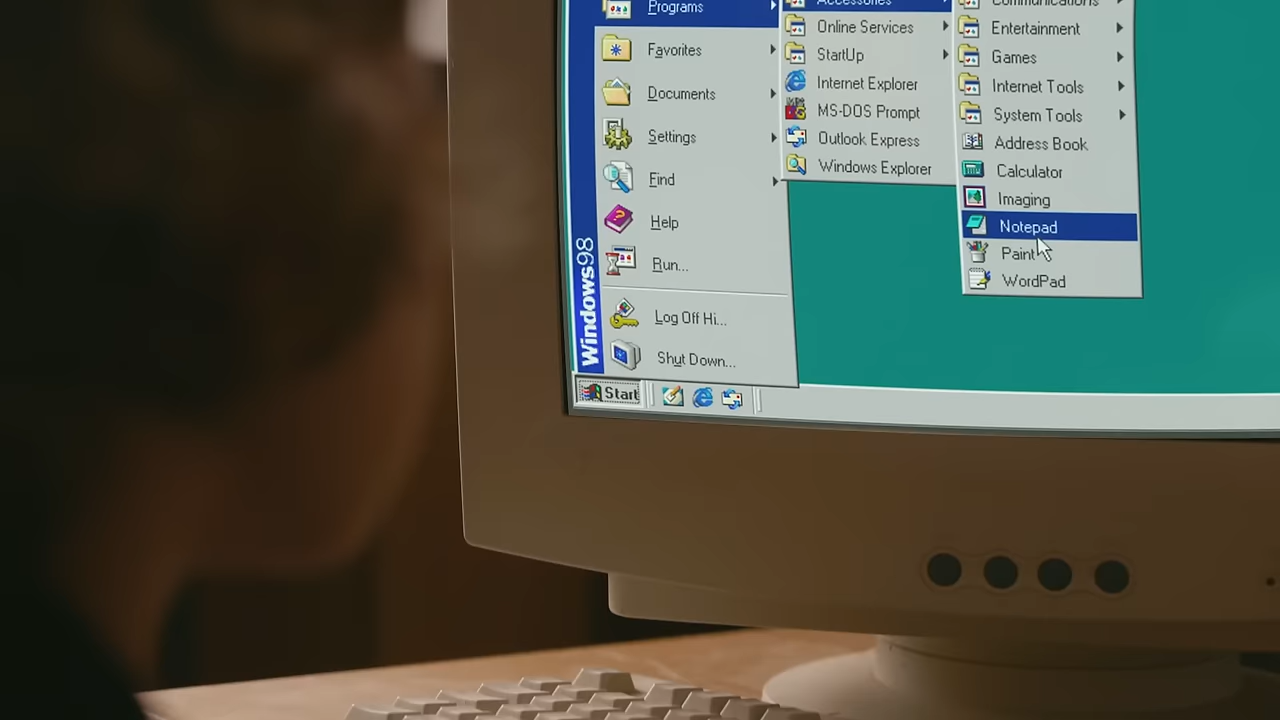 Programs
Favorites
Documents
Settings
Find
Help
Run...
Log Off Hi...
Shut Down...
Windows98
Start
Accessories
Online Services
StartUp
Internet Explorer
MS-DOS Prompt
Outlook Express
Windows Explorer
Communications
Entertainment
Games
Internet Tools
System Tools
Address Book
Calculator
Imaging
Notepad
Paint
WordPad